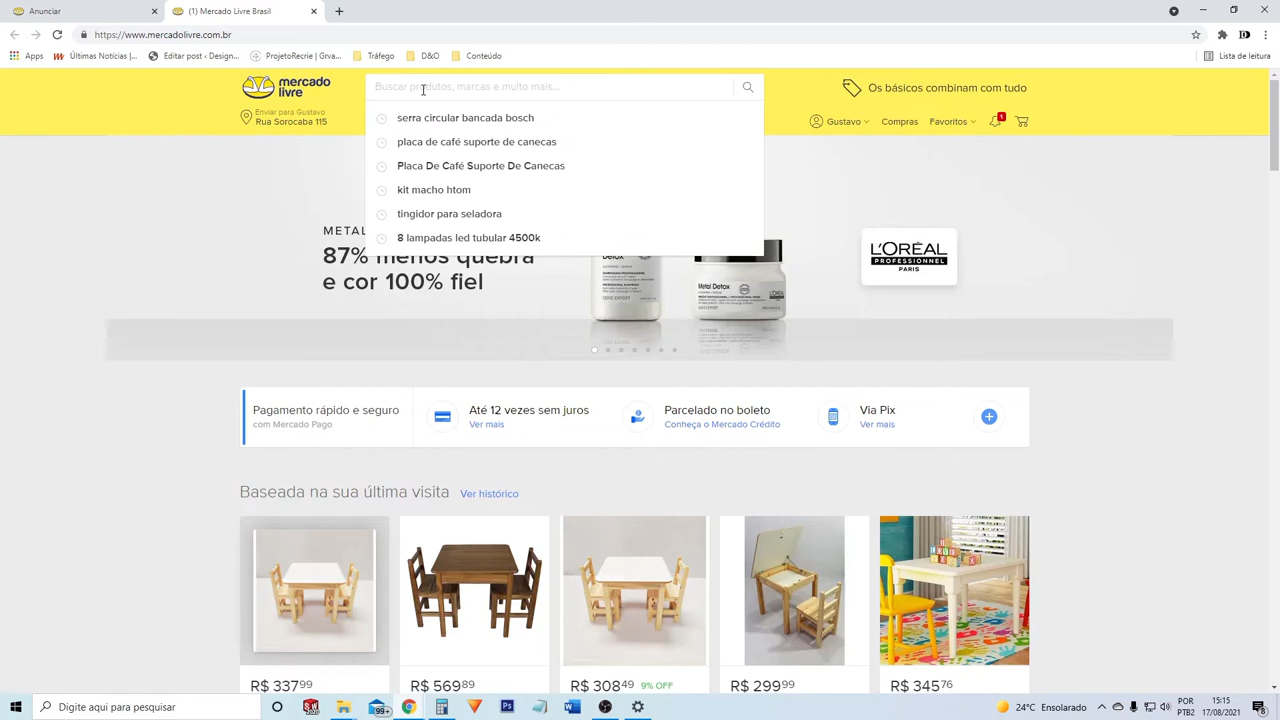 Anunciar
(1) Mercado Livre Brasil
https://www.mercadolivre.com.br
Apps
Últimas Notícias |...
Editar post ‹ Design...
ProjetoRecrie | Grva...
Tráfego
D&O
Conteúdo
Lista de leitura
mercado
livre
Buscar produtos, marcas e muito mais...
Os básicos combinam com tudo
Enviar para Gustavo
Rua Sorocaba 115
Gustavo
Compras
Favoritos
1
serra circular bancada bosch
placa de café suporte de canecas
Placa De Café Suporte De Canecas
kit macho htom
tingidor para seladora
8 lampadas led tubular 4500k
METAL
87% menos quebra
e cor 100% fiel
L'ORÉAL
PROFESSIONNEL
PARIS
Pagamento rápido e seguro
com Mercado Pago
Até 12 vezes sem juros
Ver mais
Parcelado no boleto
Conheça o Mercado Crédito
Via Pix
Ver mais
Baseada na sua última visita
Ver histórico
R$ 337 99
R$ 569 89
R$ 308 49 9% OFF
R$ 299 99
R$ 345 76
Digite aqui para pesquisar
99+
24°C Ensolarado
POR
PTB2
15:15
17/08/2021